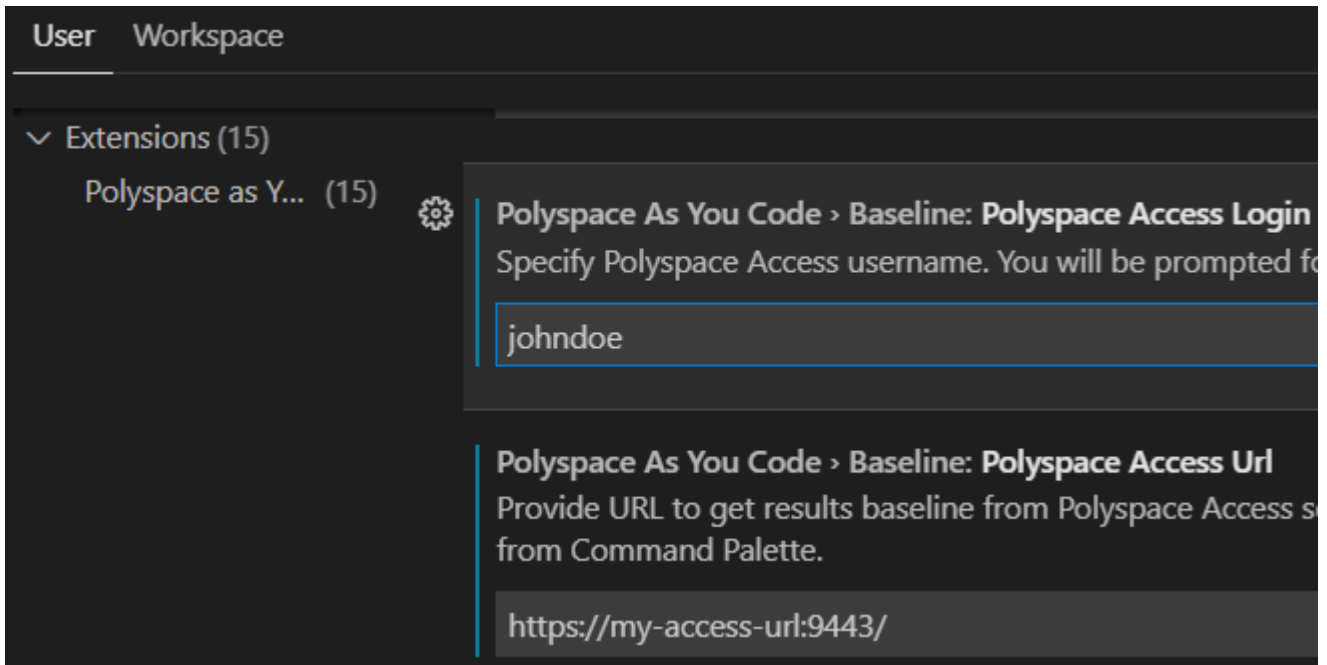 User Workspace
Extensions (15)
Polyspace as Y... (15)
Polyspace As You Code › Baseline: Polyspace Access Login
Specify Polyspace Access username. You will be prompted
johndoe
Polyspace As You Code › Baseline: Polyspace Access Url
Provide URL to get results baseline from Polyspace Access
from Command Palette.
https://my-access-url:9443/